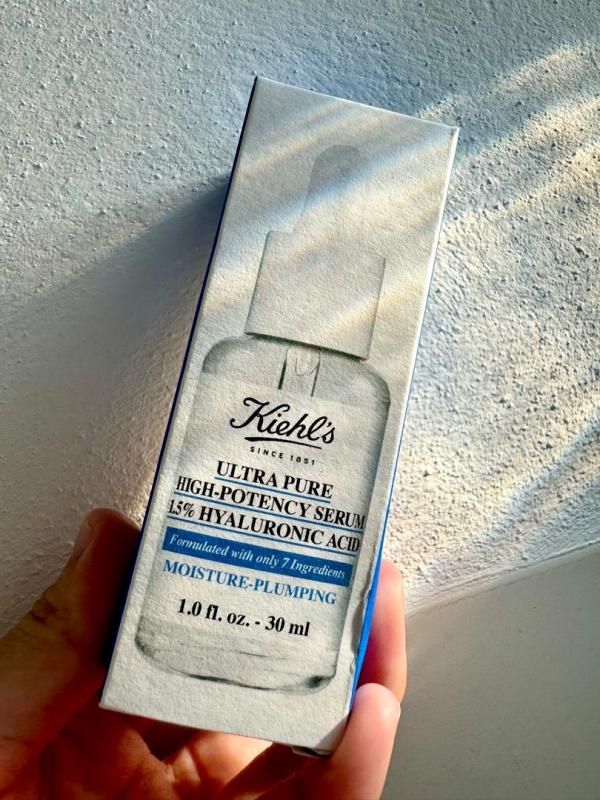 Kiehl's
SINCE 1851
ULTRA PURE
HIGH-POTENCY SERUM
1.5% HYALURONIC ACID
Formulated with only 7 Ingredients
MOISTURE-PLUMPING
1.0 fl. oz. - 30 ml